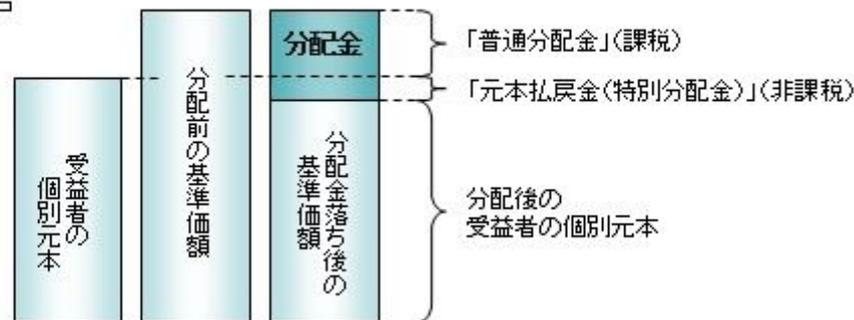 分配金
「普通分配金」(課税)
「元本払戻金(特別分配金)」(非課税)
受益者の
個別元本
分配前の基準価額
分配金落ち後の
基準価額
分配後の
受益者の個別元本